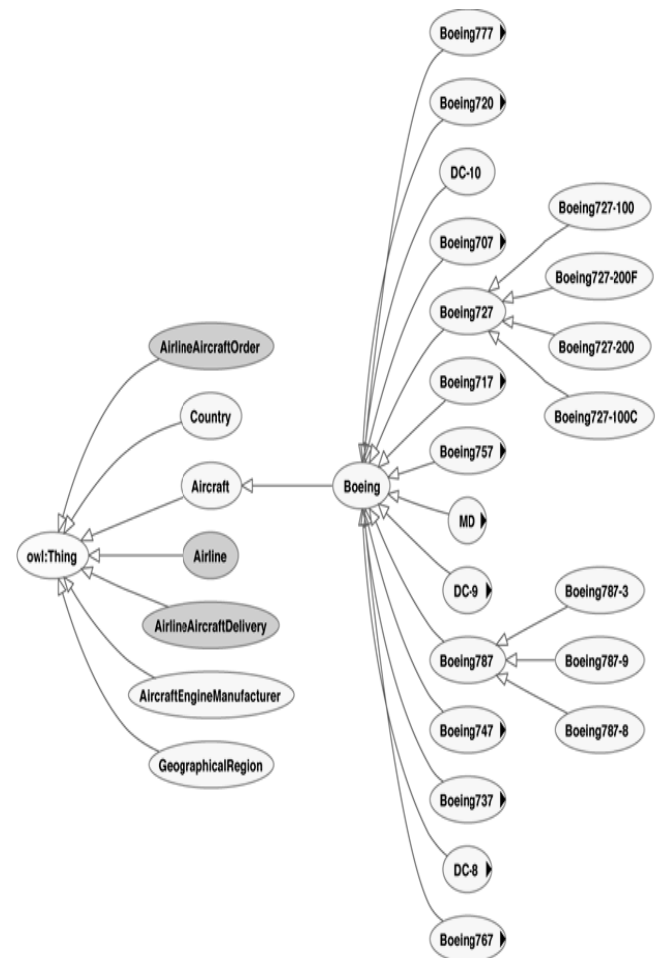 Boeing777
Boeing720
DC-10
Boeing707
Boeing727-100
Boeing727-200F
Boeing727
Boeing727-200
Boeing727-100C
AirlineAircraftOrder
Boeing717
Country
Boeing757
Aircraft
Boeing
MD
owl:Thing
Airline
DC-9
Boeing787-3
AirlineAircraftDelivery
Boeing787
Boeing787-9
AircraftEngineManufacturer
Boeing747
Boeing787-8
GeographicalRegion
Boeing737
DC-8
Boeing767